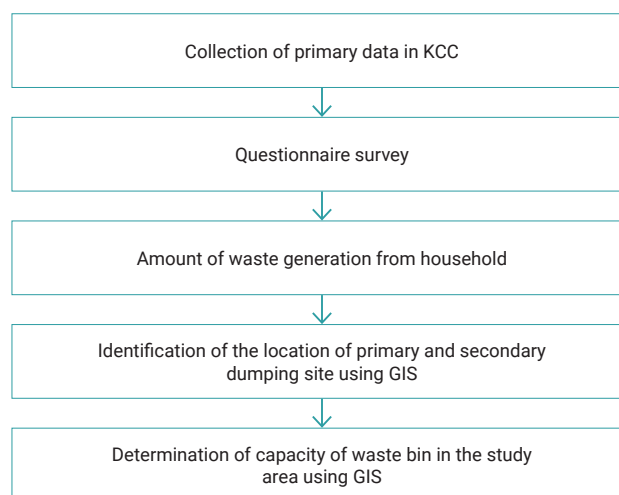 Collection of primary data in KCC
Questionnaire survey
Amount of waste generation from household
Identification of the location of primary and secondary
dumping site using GIS
Determination of capacity of waste bin in the study
area using GIS